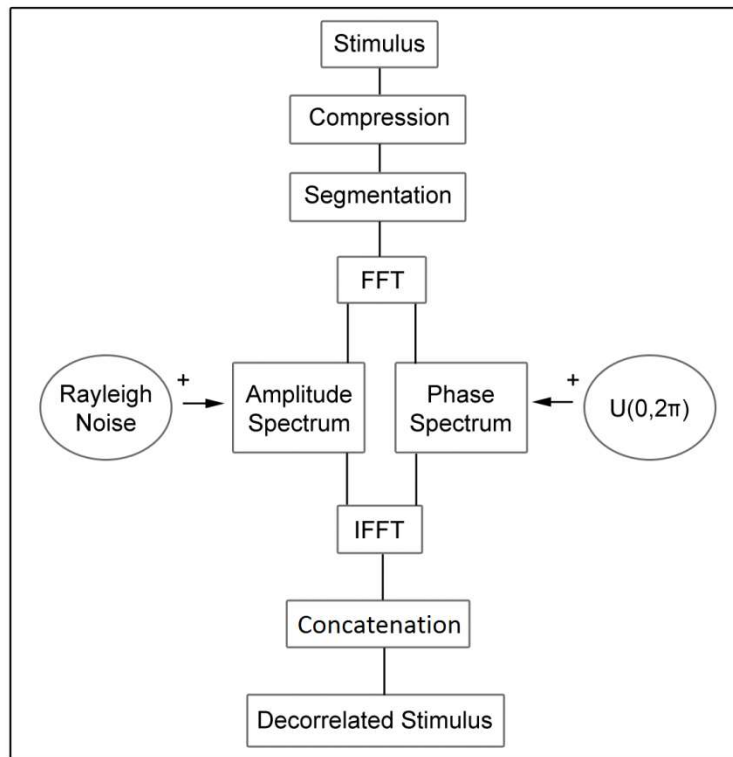 Stimulus
Compression
Segmentation
FFT
Rayleigh
Noise
+
Amplitude
Spectrum
Phase
Spectrum
+
U(0,2π)
IFFT
Concatenation
Decorrelated Stimulus